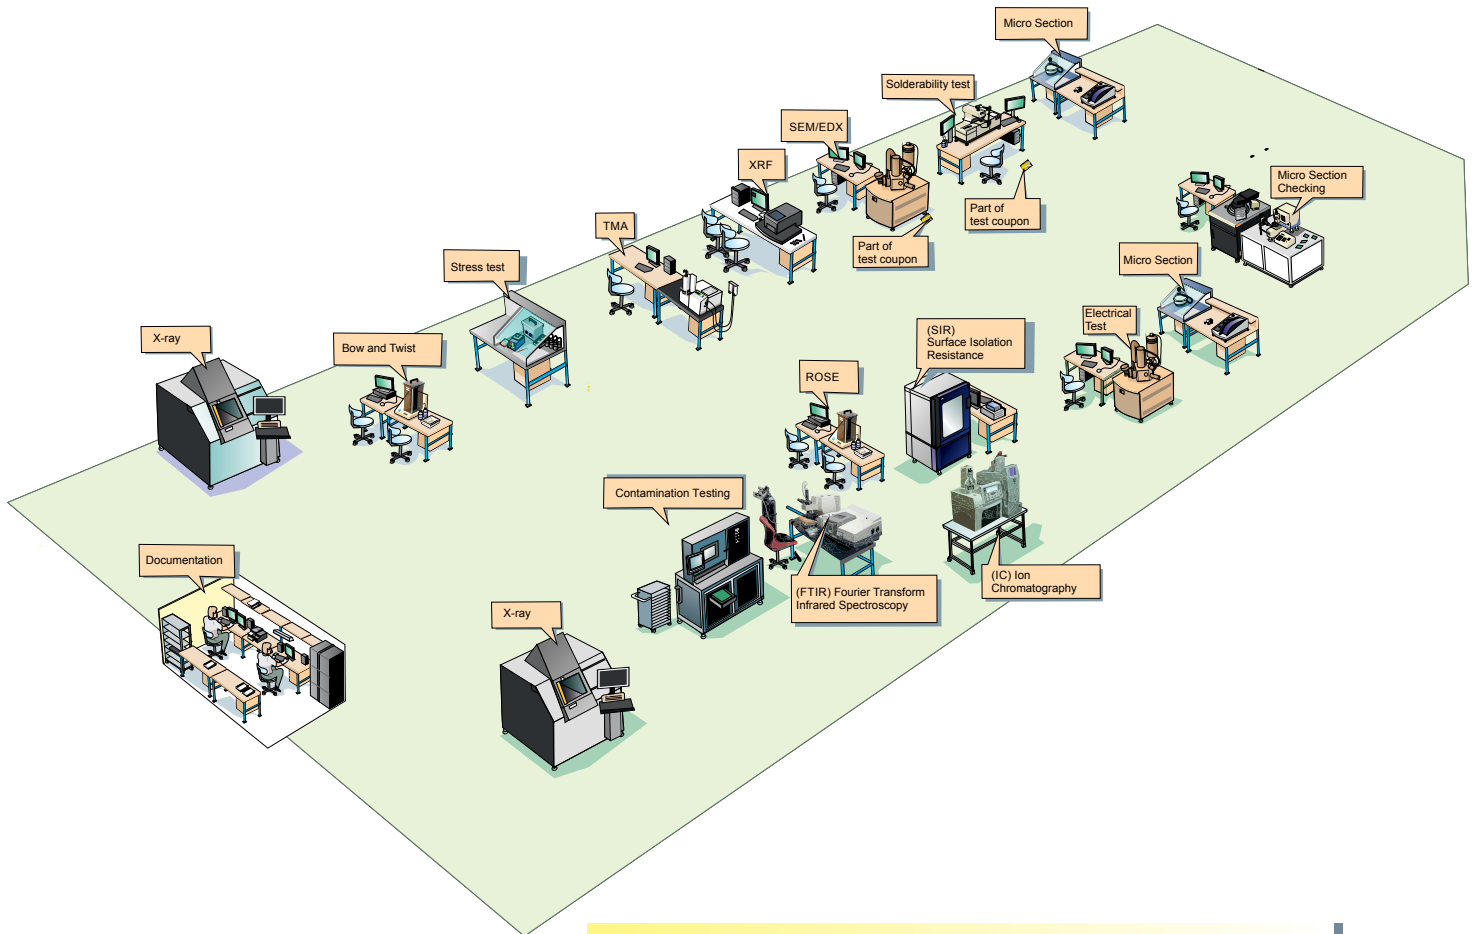 Micro Section
Solderability test
SEM/EDX
XRF
Micro Section
Checking
Part of
test coupon
TMA
Part of
test coupon
Stress test
Micro Section
Electrical
Test
(SIR)
Surface Isolation
Resistance
X-ray
Bow and Twist
ROSE
Contamination Testing
Documentation
(IC) Ion
Chromatography
(FTIR) Fourier Transform
Infrared Spectroscopy
X-ray